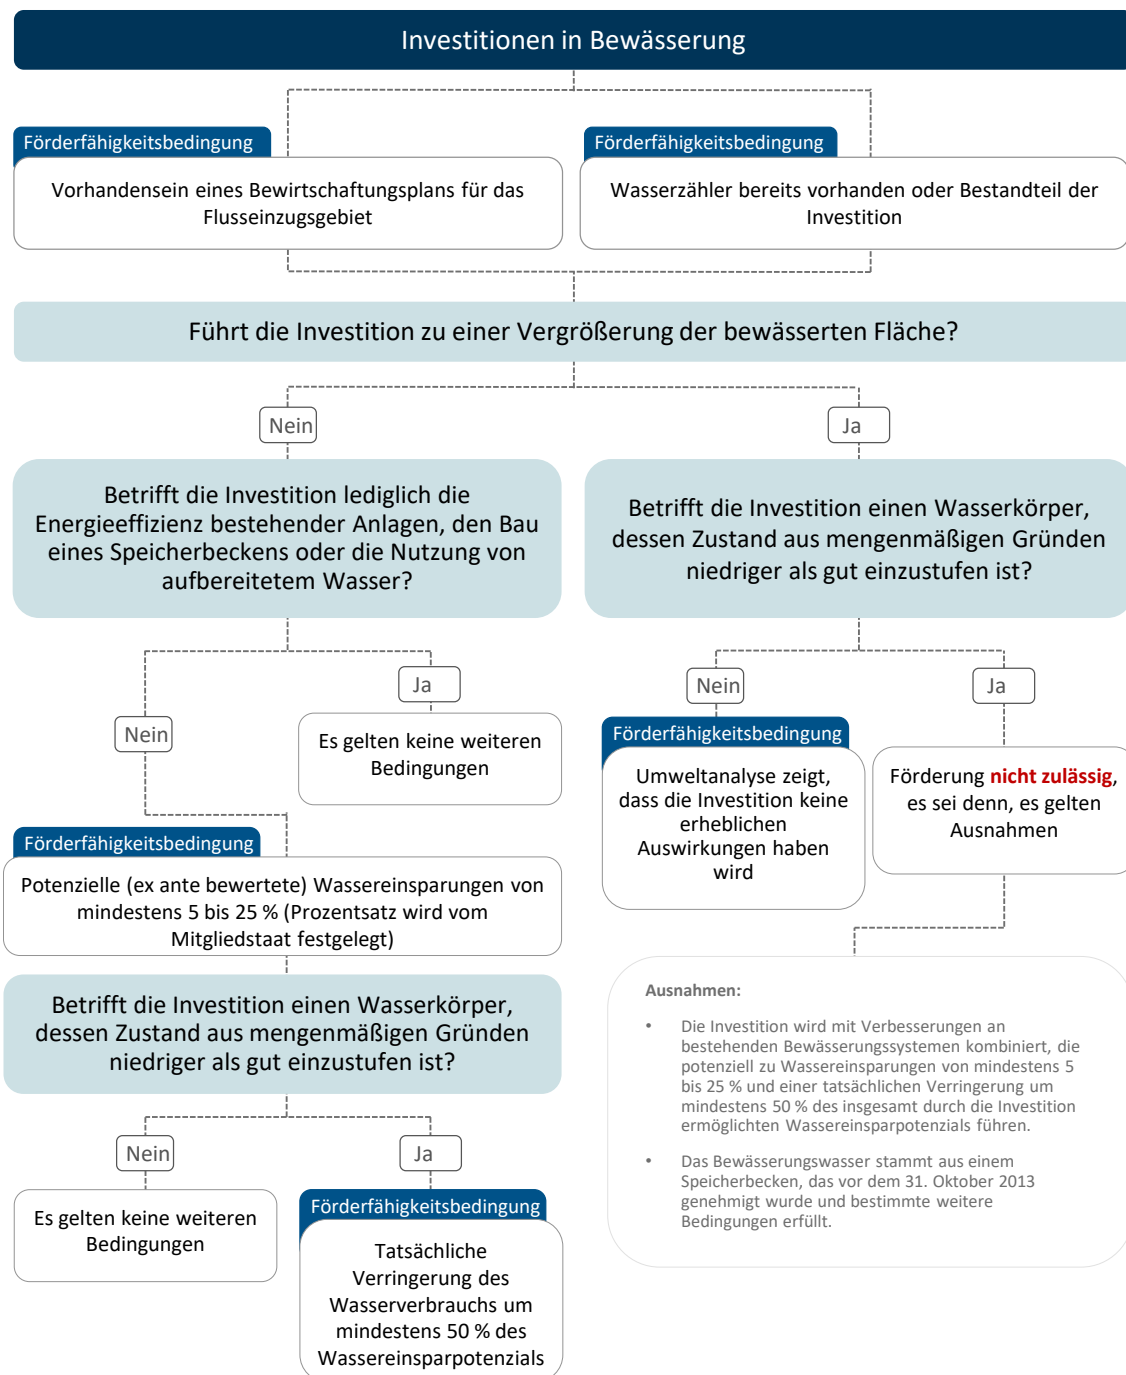 Investitionen in Bewässerung
Förderfähigkeitsbedingung
Vorhandensein eines Bewirtschaftungsplans für das
Flusseinzugsgebiet
Förderfähigkeitsbedingung
Wasserzähler bereits vorhanden oder Bestandteil der
Investition
Führt die Investition zu einer Vergrößerung der bewässerten Fläche?
Nein
Ja
Betrifft die Investition lediglich die
Energieeffizienz bestehender Anlagen, den Bau
eines Speicherbeckens oder die Nutzung von
aufbereitetem Wasser?
Betrifft die Investition einen Wasserkörper,
dessen Zustand aus mengenmäßigen Gründen
niedriger als gut einzustufen ist?
Nein
Ja
Es gelten keine weiteren
Bedingungen
Nein
Förderfähigkeitsbedingung
Umweltanalyse zeigt,
dass die Investition keine
erheblichen
Auswirkungen haben
wird
Ja
Förderung nicht zulässig,
es sei denn, es gelten
Ausnahmen
Förderfähigkeitsbedingung
Potenzielle (ex ante bewertete) Wassereinsparungen von
mindestens 5 bis 25 % (Prozentsatz wird vom
Mitgliedstaat festgelegt)
Betrifft die Investition einen Wasserkörper,
dessen Zustand aus mengenmäßigen Gründen
niedriger als gut einzustufen ist?
Nein
Es gelten keine weiteren
Bedingungen
Ja
Förderfähigkeitsbedingung
Tatsächliche
Verringerung des
Wasserverbrauchs um
mindestens 50 % des
Wassereinsparpotenzials
Ausnahmen:
• Die Investition wird mit Verbesserungen an
bestehenden Bewässerungssystemen kombiniert, die
potenziell zu Wassereinsparungen von mindestens 5
bis 25 % und einer tatsächlichen Verringerung um
mindestens 50 % des insgesamt durch die Investition
ermöglichten Wassereinsparpotenzials führen.
• Das Bewässerungswasser stammt aus einem
Speicherbecken, das vor dem 31. Oktober 2013
genehmigt wurde und bestimmte weitere
Bedingungen erfüllt.